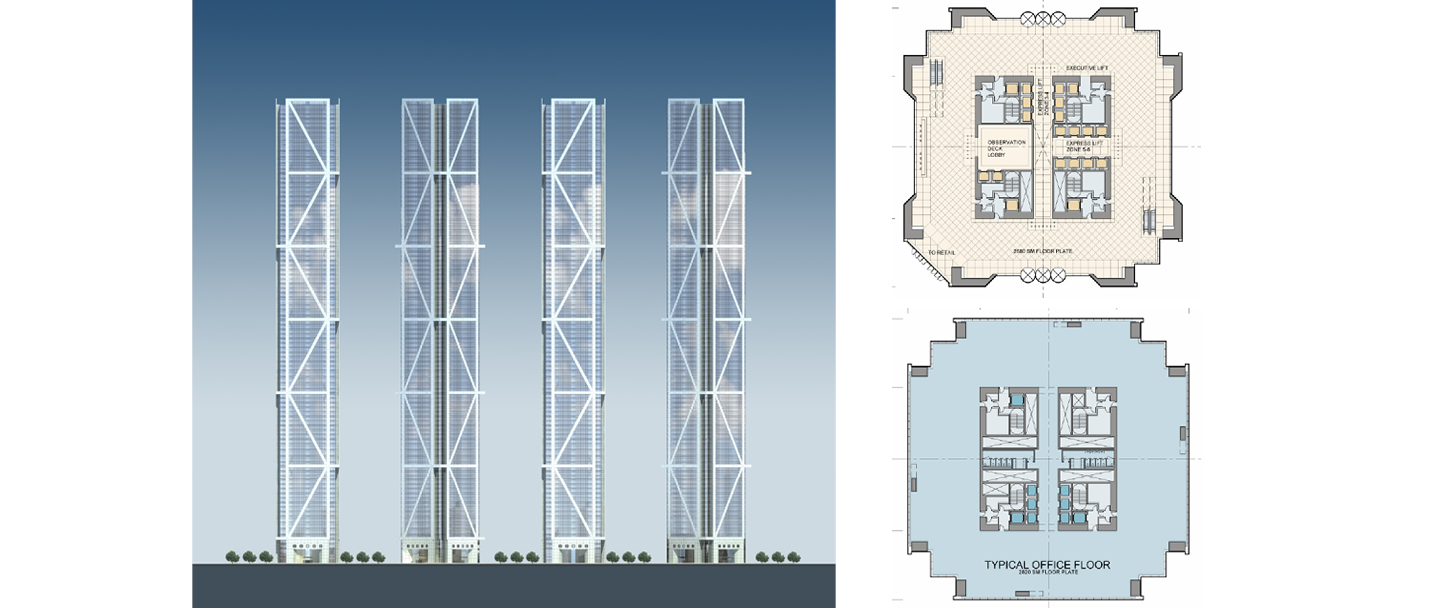 EXECUTIVE LIFT
EXPRESS LIFT
ZONE 3-4
OBSERVATION
DECK
LOBBY
EXPRESS LIFT
ZONE 5-6
TO RETAIL
2680 SM FLOOR PLATE
TYPICAL OFFICE FLOOR
2820 SM FLOOR PLATE